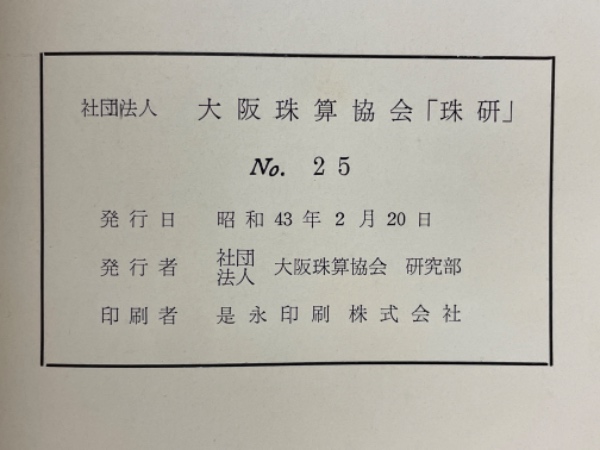 社団法人 大阪珠算協会「珠研」
No. 25
発行日 昭和43年2月20日
発行者 社団法人 大阪珠算協会 研究部
印刷者 是永印刷株式会社